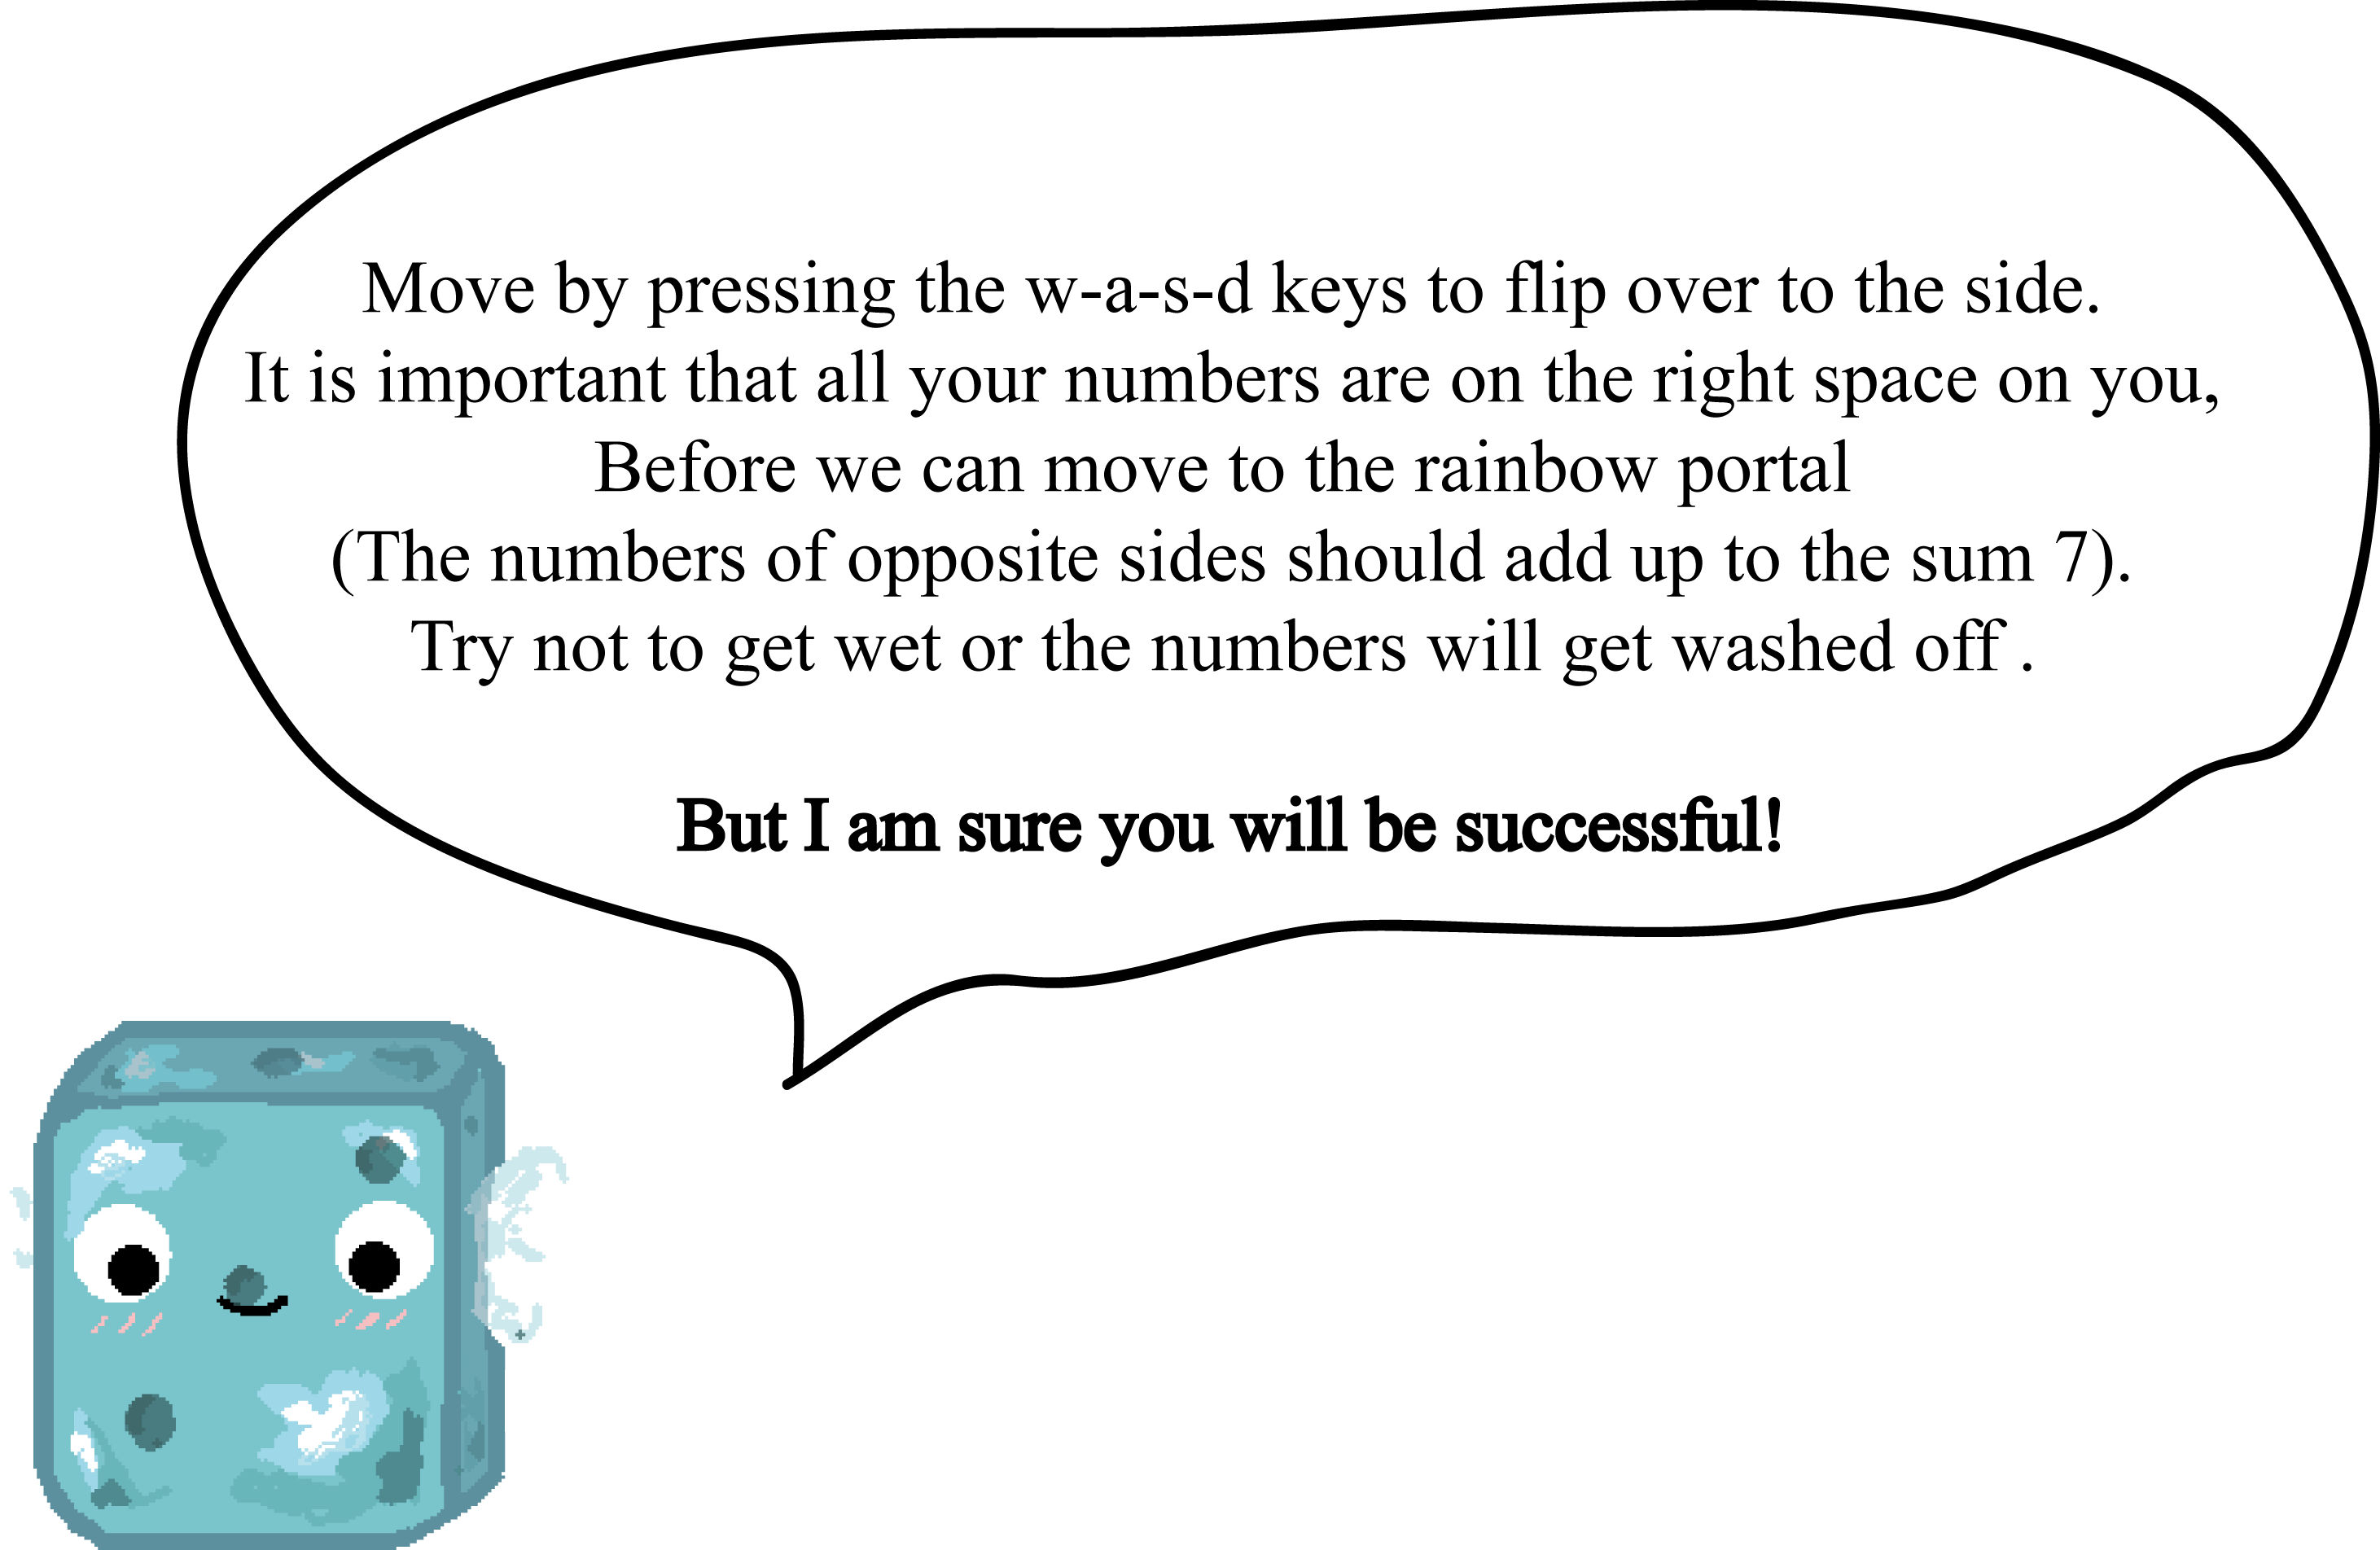 Move by pressing the w-a-s-d keys to flip over to the side.
It is important that all your numbers are on the right space on you,
Before we can move to the rainbow portal
(The numbers of opposite sides should add up to the sum 7).
Try not to get wet or the numbers will get washed off .
But I am sure you will be successful!